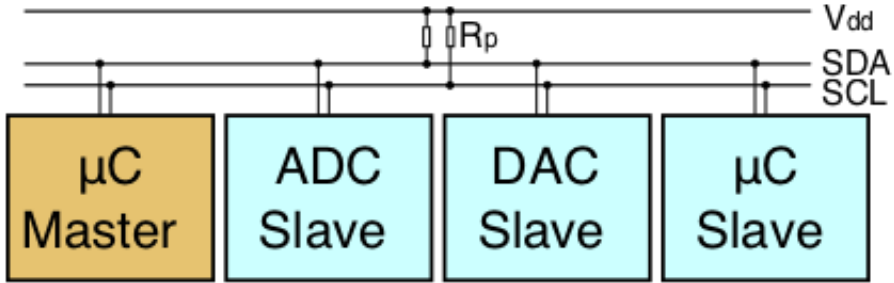 Vdd
Rp
SDA
SCL
µC
Master
ADC
Slave
DAC
Slave
µC
Slave